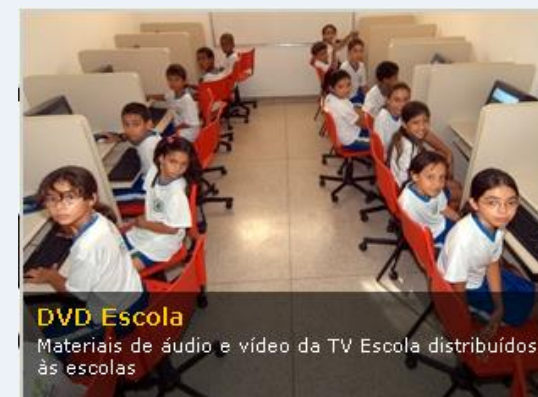 DVD Escola
Materiais de áudio e vídeo da TV Escola distribuídos
às escolas